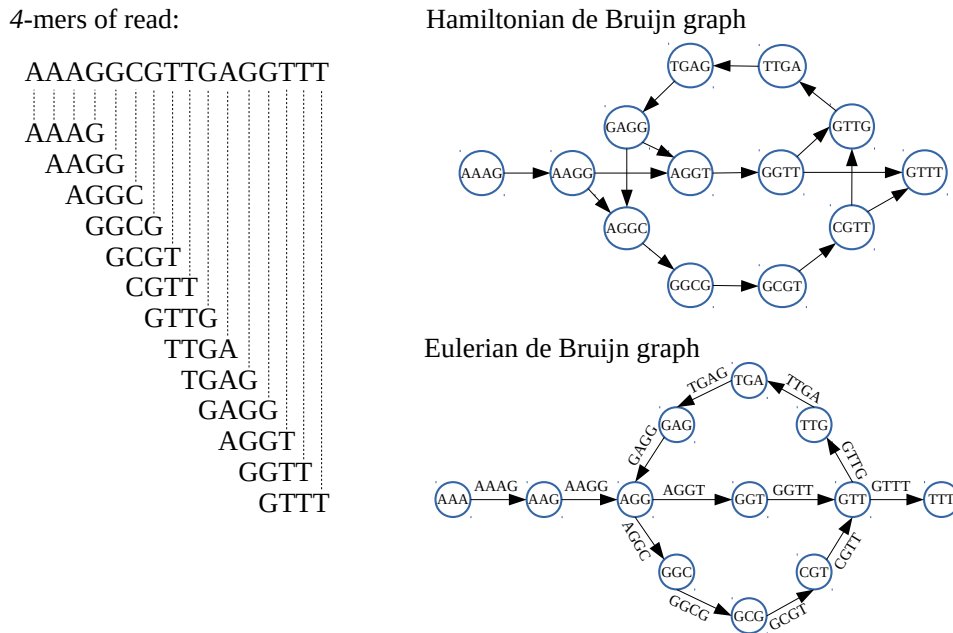 4-mers of read:
AAAGGCGTTGAGGTTT
AAAG
AAGG
AGGC
GGCG
GCGT
CGTT
GTTG
TTGA
TGAG
GAGG
AGGT
GGTT
GTTT
Hamiltonian de Bruijn graph
TGAG
TTGA
GAGG
GTTG
AAAG
AAGG
AGGT
GGTT
GTTT
AGGC
CGTT
GGCG
GCGT
Eulerian de Bruijn graph
TGAG
TGA
TTGA
GAG
TTG
GAGG
GTTG
AAA
AAAG
AAG
AAGG
AGG
AGGT
GGT
GGTT
GTT
GTTT
TTT
AGGC
CGTT
GGC
CGT
GGCG
GCG
GCGT